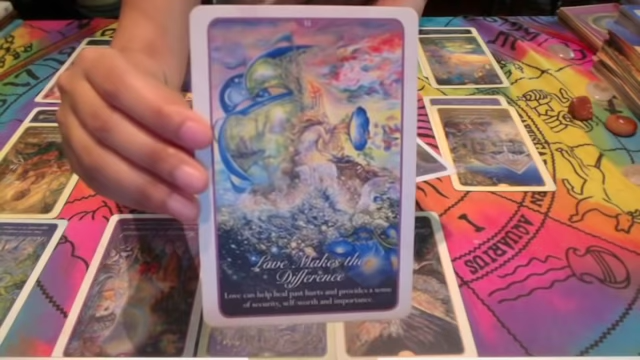 Love Makes the
Difference
Love can help heal past hurts and provides a sense
of security, self-worth and importance.
AQUARIUS